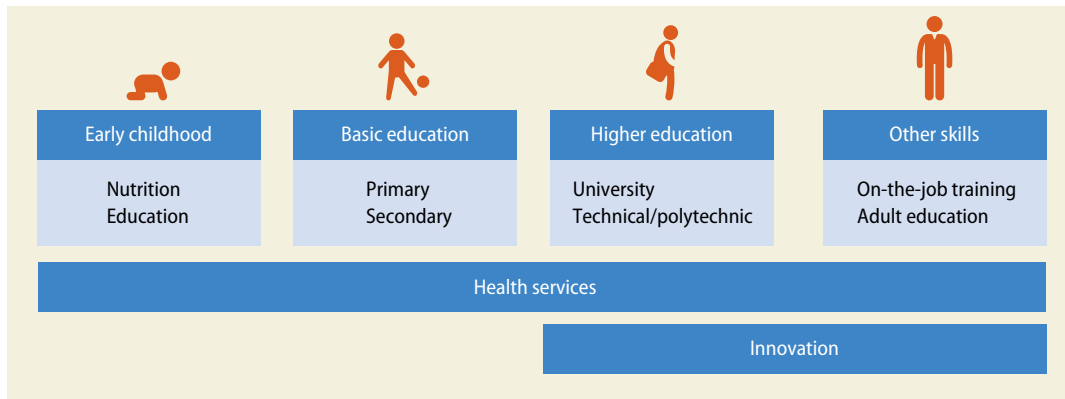 Early childhood
Nutrition
Education
Basic education
Primary
Secondary
Higher education
University
Technical/polytechnic
Other skills
On-the-job training
Adult education
Health services
Innovation